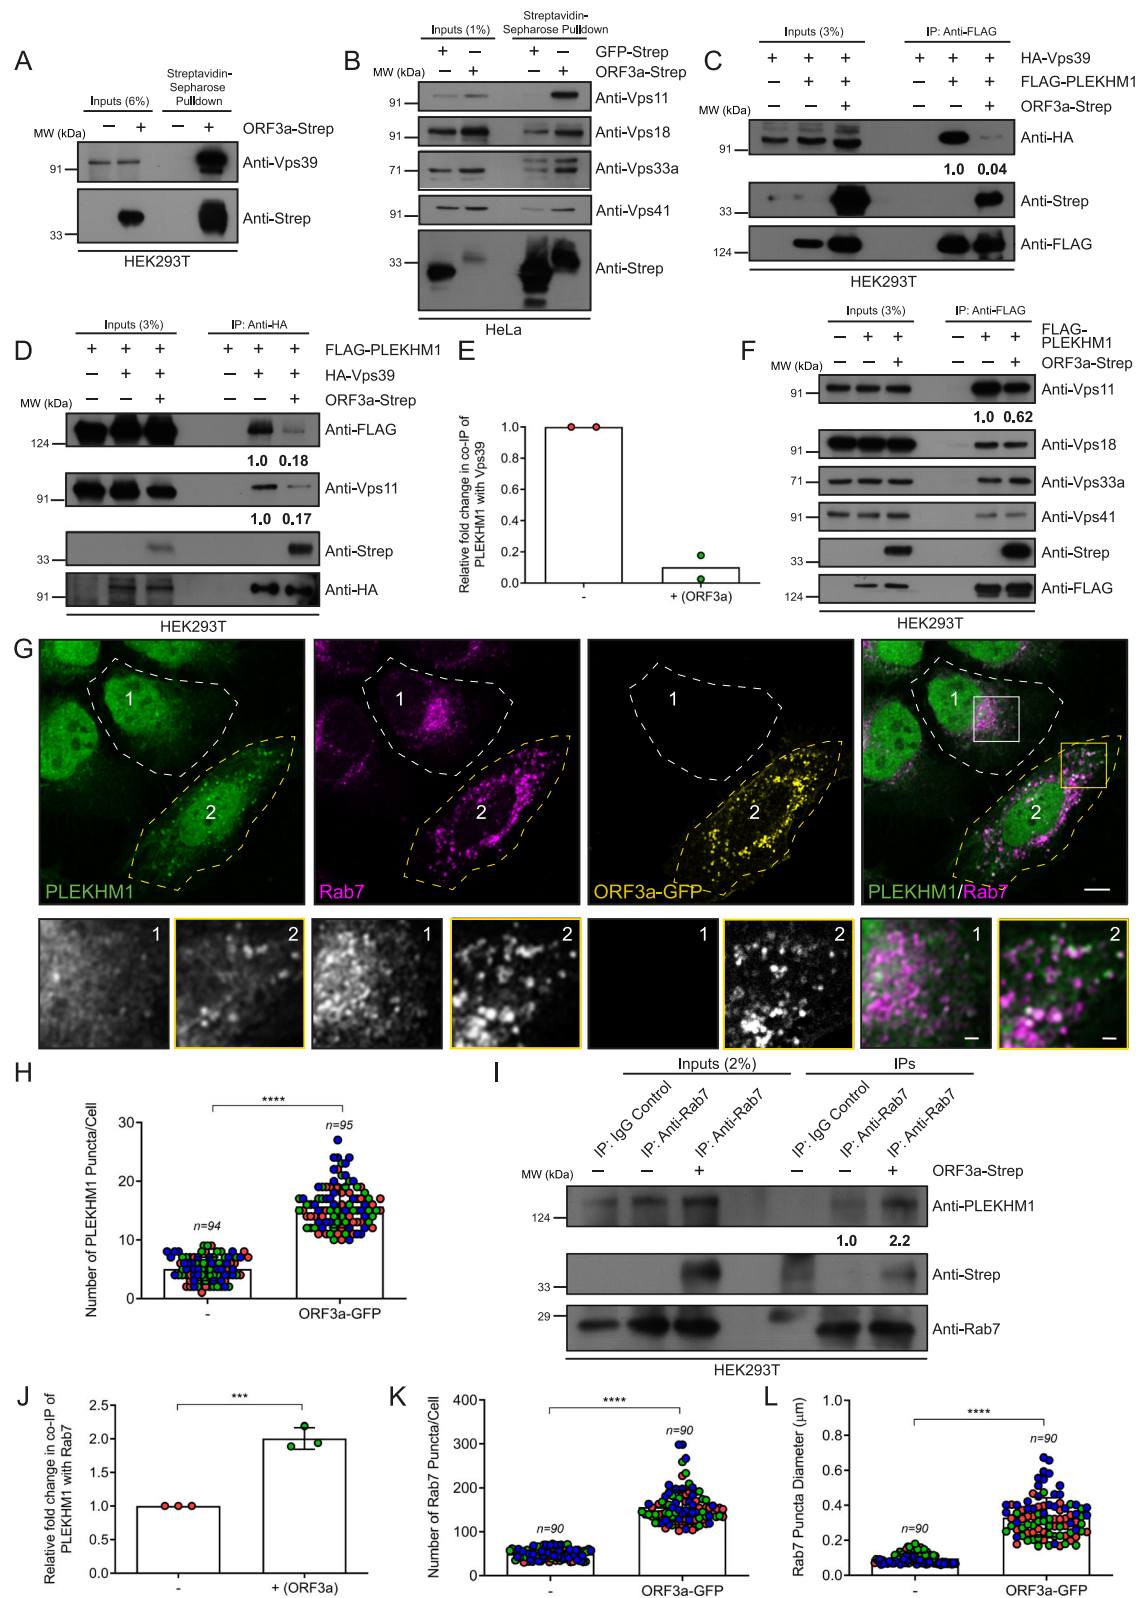 A
Inputs (6%)
Streptavidin-
Sepharose
Pulldown
MW (kDa)
− + − + ORF3a-Strep
91 Anti-Vps39
33 Anti-Strep
HEK293T
B
Inputs (1%)
Streptavidin-
Sepharose Pulldown
+ − + − GFP-Strep
MW (kDa) − + − + ORF3a-Strep
91 Anti-Vps11
91 Anti-Vps18
71 Anti-Vps33a
91 Anti-Vps41
33 Anti-Strep
HeLa
C
Inputs (3%) IP: Anti-FLAG
+ + + + + + HA-Vps39
− + + − + + FLAG-PLEKHM1
MW (kDa) − − + − − + ORF3a-Strep
91 Anti-HA
1.0 0.04
33 Anti-Strep
124 Anti-FLAG
HEK293T
D
Inputs (3%) IP: Anti-HA
+ + + + + + FLAG-PLEKHM1
− + + − + + HA-Vps39
MW (kDa) − − + − − + ORF3a-Strep
124 Anti-FLAG
1.0 0.18
91 Anti-Vps11
1.0 0.17
33 Anti-Strep
91 Anti-HA
HEK293T
E
Relative fold change in co-IP of
PLEKHM1 with Vps39
1.0
0.8
0.6
0.4
0.2
0.0
- + (ORF3a)
F
Inputs (3%) IP: Anti-FLAG
− + + − + + FLAG-
PLEKHM1
MW (kDa) − − + − − + ORF3a-Strep
91 Anti-Vps11
1.0 0.62
91 Anti-Vps18
71 Anti-Vps33a
91 Anti-Vps41
33 Anti-Strep
124 Anti-FLAG
HEK293T
G
1 1 1
2 2 2
PLEKHM1 Rab7 ORF3a-GFP PLEKHM1/Rab7
1 2 1 2 1 2 1 2
H
Number of PLEKHM1 Puncta/Cell
30
20
10
0
****
n=94
n=95
- ORF3a-GFP
I
Inputs (2%) IPs
IP: IgG Control
IP: Anti-Rab7
IP: Anti-Rab7
IP: IgG Control
IP: Anti-Rab7
IP: Anti-Rab7
MW (kDa) − − + − − + ORF3a-Strep
124 Anti-PLEKHM1
1.0 2.2
33 Anti-Strep
29 Anti-Rab7
HEK293T
J
Relative fold change in co-IP of
PLEKHM1 with Rab7
2.5
2.0
1.5
1.0
0.5
0.0
***
- + (ORF3a)
K
Number of Rab7 Puncta/Cell
400
300
200
100
0
****
n=90
n=90
- ORF3a-GFP
L
Rab7 Puncta Diameter (μm)
1.0
0.8
0.6
0.4
0.2
0.0
****
n=90
n=90
- ORF3a-GFP